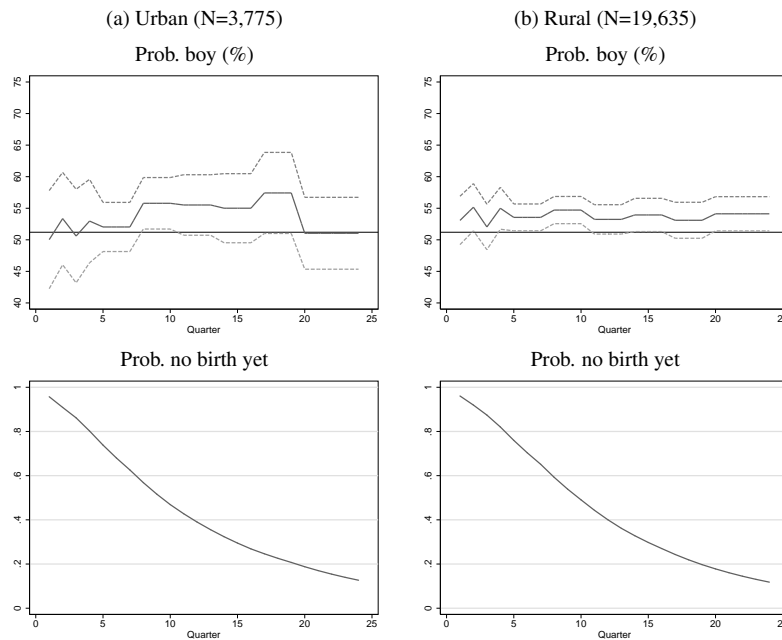 (a) Urban (N=3,775)
Prob. boy (%)
75
70
65
60
55
50
45
40
0 5 10 15 20 25
Quarter
Prob. no birth yet
1
.8
.6
.4
.2
0
0 5 10 15 20 25
Quarter
(b) Rural (N=19,635)
Prob. boy (%)
75
70
65
60
55
50
45
40
0 5 10 15 20 25
Quarter
Prob. no birth yet
1
.8
.6
.4
.2
0
0 5 10 15 20 25
Quarter